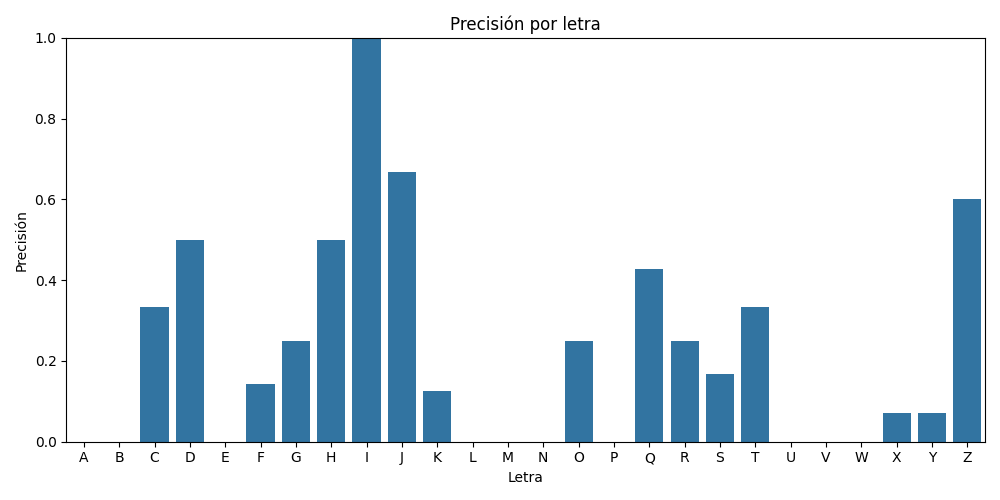 Precisión por letra
1.0
0.8
0.6
0.4
0.2
0.0
Precisión
A B C D E F G H I J K L M N O P Q R S T U V W X Y Z
Letra